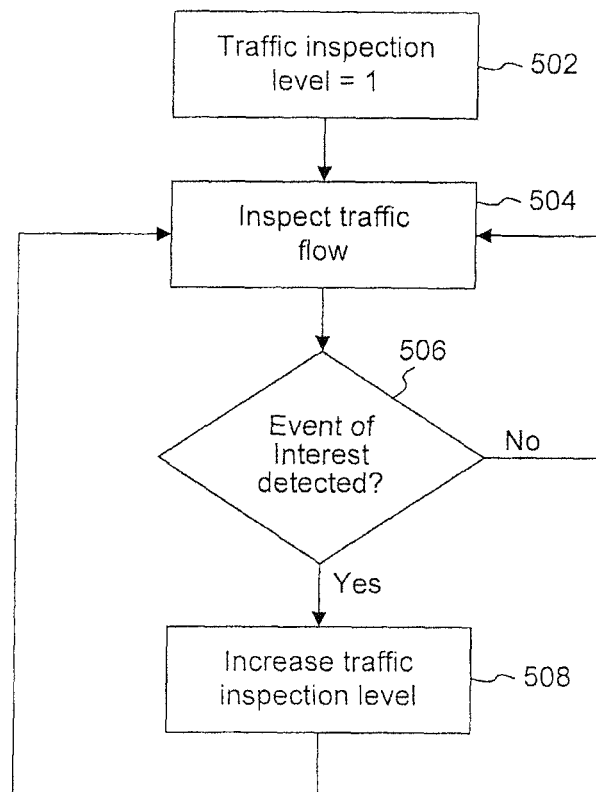 Traffic inspection
level = 1
502
Inspect traffic
flow
504
506
Event of
Interest
detected?
No
Yes
Increase traffic
inspection level
508